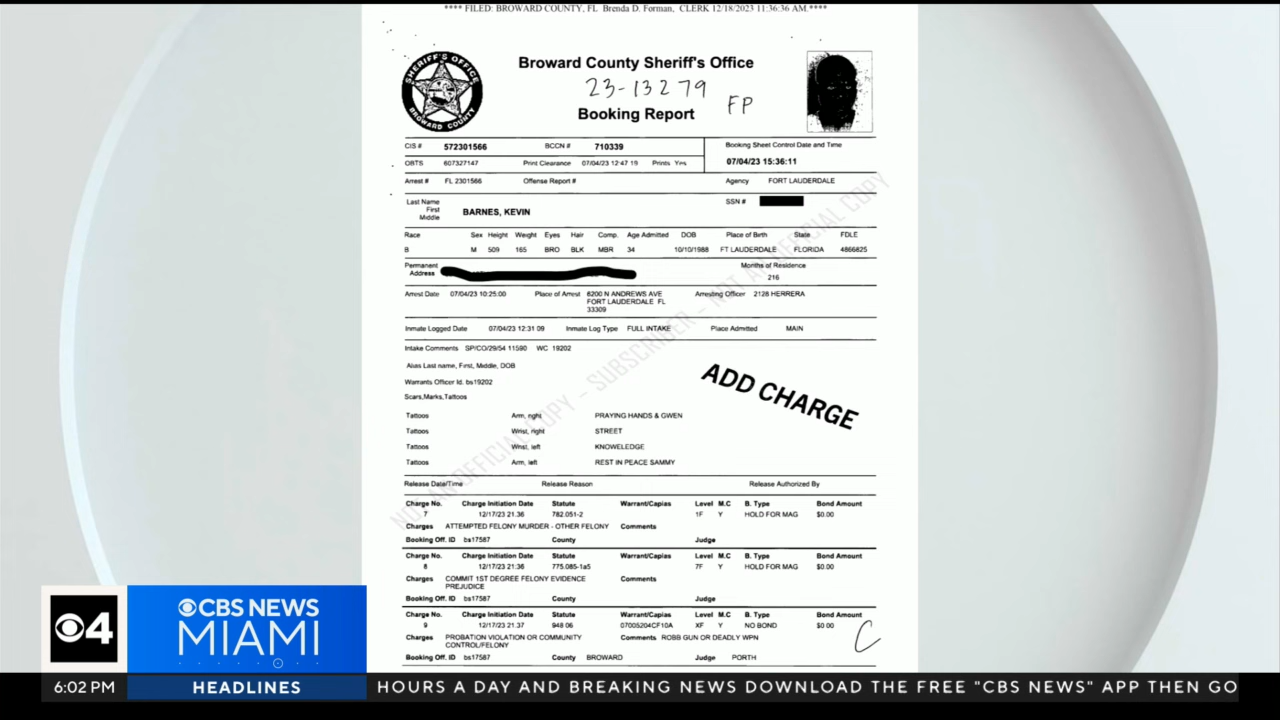 **** FILED: BROWARD COUNTY, FL Brenda D. Forman, CLERK 12/18/2023 11:36:36 AM.****
SHERIFF'S OFFICE
BROWARD COUNTY
Broward County Sheriff's Office
23-13279
FP
Booking Report
CIS # 572301566 BCCN # 710339 Booking Sheet Control Date and Time
OBTS 607327147 Print Clearance 07/04/23 12:47 19 Prints Yes 07/04/23 15:36:11
Arrest # FL 2301566 Offense Report # Agency FORT LAUDERDALE
Last Name SSN #
First
Middle
BARNES, KEVIN
Race Sex Height Weight Eyes Hair Comp. Age Admitted DOB Place of Birth State FDLE
B M 509 165 BRO BLK MBR 34 10/10/1988 FT LAUDERDALE FLORIDA 4866825
Permanent Months of Residence
Address 216
Arrest Date 07/04/23 10:25:00 Place of Arrest 6200 N ANDREWS AVE Arresting Officer 2128 HERRERA
FORT LAUDERDALE FL
33309
Inmate Logged Date 07/04/23 12:31 09 Inmate Log Type FULL INTAKE Place Admitted MAIN
Intake Comments SP/CO/29/54 11590 WC 19202
Alias Last name, First, Middle, DOB
Warrants Officer Id. bs19202
Scars,Marks,Tattoos
ADD CHARGE
Tattoos Arm, right PRAYING HANDS & GWEN
Tattoos Wrist, right STREET
Tattoos Wrist, left KNOWELEDGE
Tattoos Arm, left REST IN PEACE SAMMY
NOT AN OFFICIAL COPY - SUBSCRIBER - NOT AN OFFICIAL COPY
Release Date/Time Release Reason Release Authorized By
Charge No. Charge Initiation Date Statute Warrant/Capias Level M.C B. Type Bond Amount
7 12/17/23 21.36 782.051-2 1F Y HOLD FOR MAG $0.00
Charges ATTEMPTED FELONY MURDER - OTHER FELONY Comments
Booking Off. ID bs17587 County Judge
Charge No. Charge Initiation Date Statute Warrant/Capias Level M.C B. Type Bond Amount
8 12/17/23 21.36 775.085-1a5 7F Y HOLD FOR MAG $0.00
Charges COMMIT 1ST DEGREE FELONY EVIDENCE Comments
PREJUDICE
Booking Off. ID bs17587 County Judge
Charge No. Charge Initiation Date Statute Warrant/Capias Level M.C B. Type Bond Amount
9 12/17/23 21.37 948 06 07005204CF10A XF Y NO BOND $0.00
Charges PROBATION VIOLATION OR COMMUNITY Comments ROBB GUN OR DEADLY WPN
CONTROL/FELONY
C
Booking Off. ID bs17587 County BROWARD Judge PORTH
4
CBS NEWS
MIAMI
6:02 PM HEADLINES HOURS A DAY AND BREAKING NEWS DOWNLOAD THE FREE "CBS NEWS" APP THEN GO